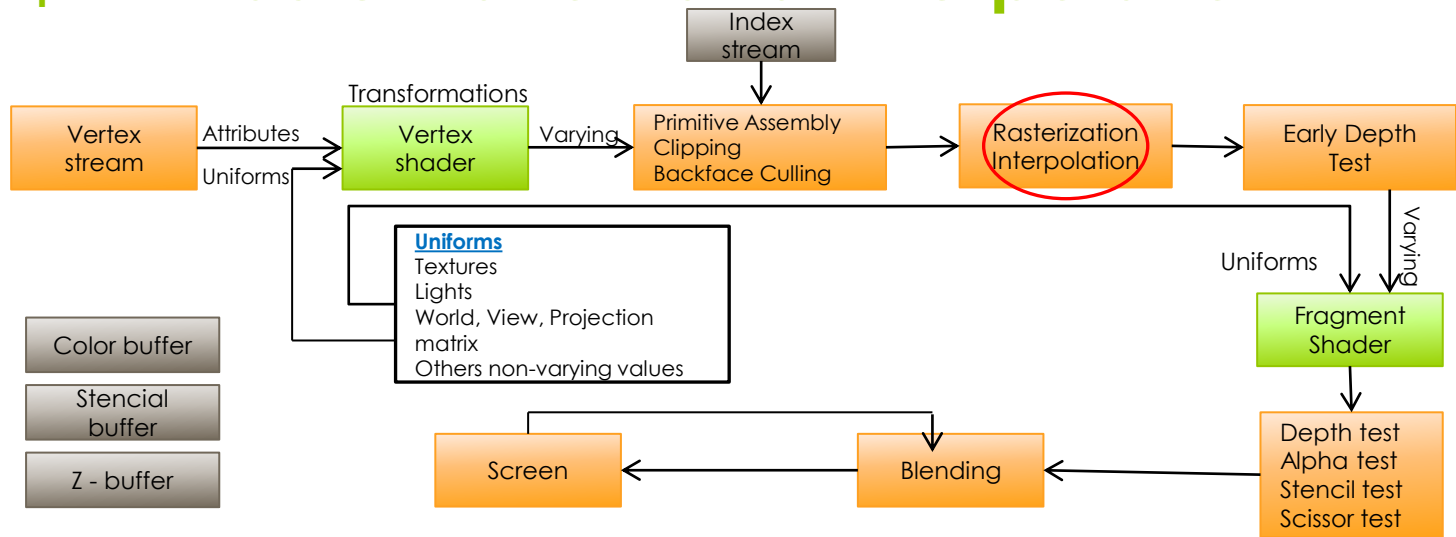 Index
stream
Transformations
Vertex
stream
Attributes
Uniforms
Vertex
shader
Varying
Primitive Assembly
Clipping
Backface Culling
Rasterization
Interpolation
Early Depth
Test
Varying
Uniforms
Uniforms
Textures
Lights
World, View, Projection
matrix
Others non-varying values
Fragment
Shader
Color buffer
Stencial
buffer
Z - buffer
Screen
Blending
Depth test
Alpha test
Stencil test
Scissor test